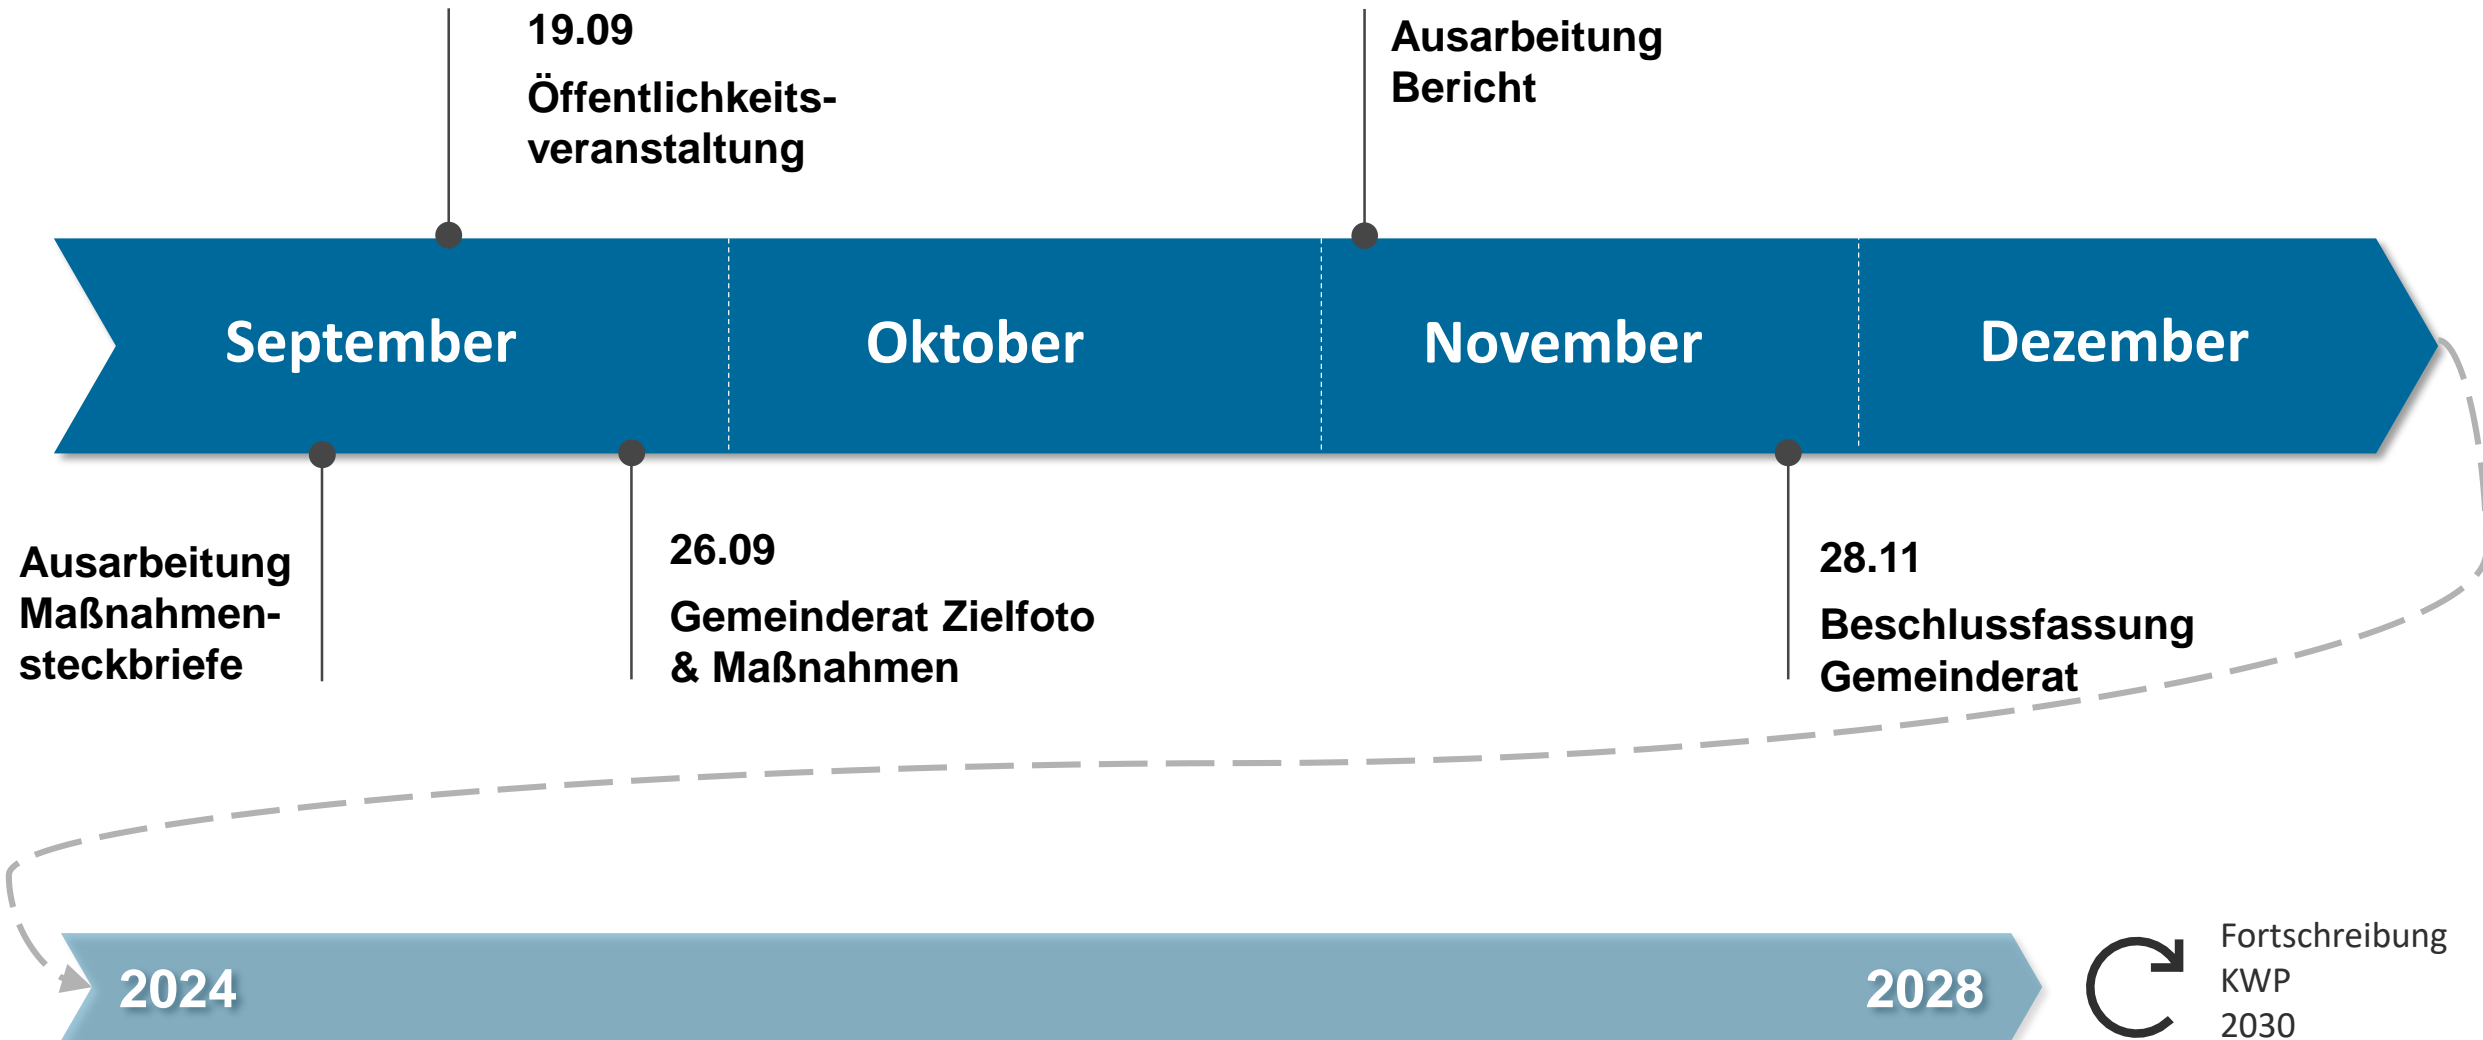 19.09
Öffentlichkeits-
veranstaltung
Ausarbeitung
Bericht
September
Oktober
November
Dezember
Ausarbeitung
Maßnahmen-
steckbriefe
26.09
Gemeinderat Zielfoto
& Maßnahmen
28.11
Beschlussfassung
Gemeinderat
2024
2028
Fortschreibung
KWP
2030